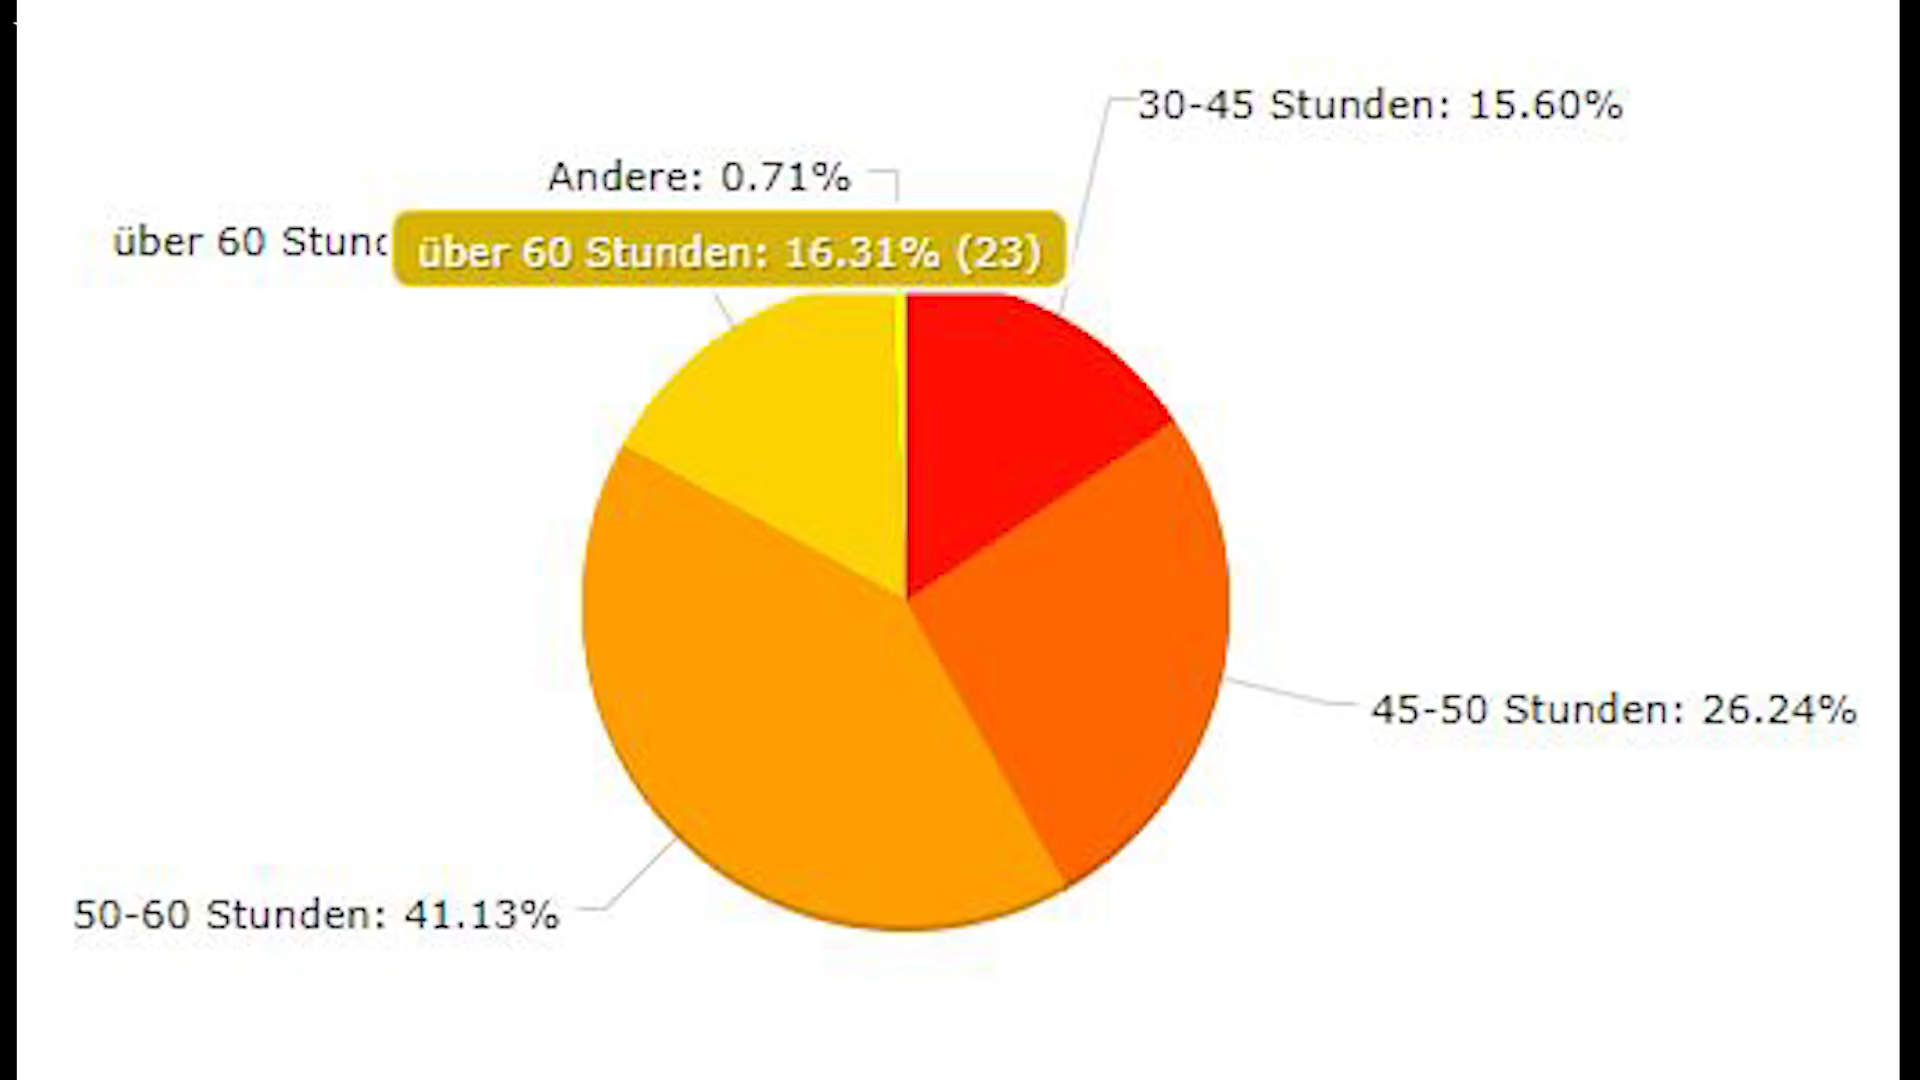 30-45 Stunden: 15.60%
Andere: 0.71%
über 60 Stund
über 60 Stunden: 16.31% (23)
45-50 Stunden: 26.24%
50-60 Stunden: 41.13%